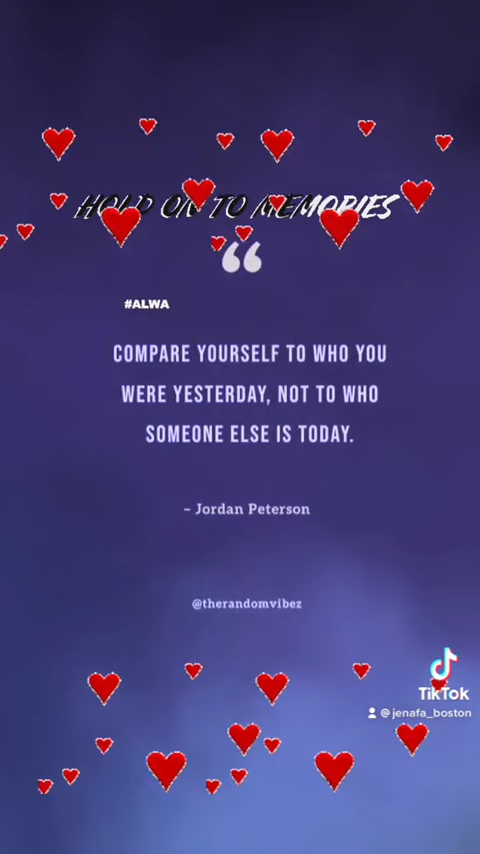 HOLD ON TO MEMORIES
“
#ALWA
COMPARE YOURSELF TO WHO YOU
WERE YESTERDAY, NOT TO WHO
SOMEONE ELSE IS TODAY.
– Jordan Peterson
@therandomvibez
TikTok
@jenafa_boston